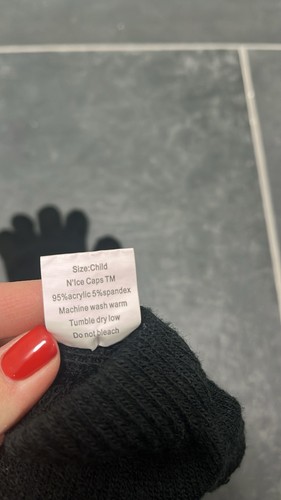 Size:Child
N'Ice Caps TM
95%acrylic 5%spandex
Machine wash warm
Tumble dry low
Do not bleach